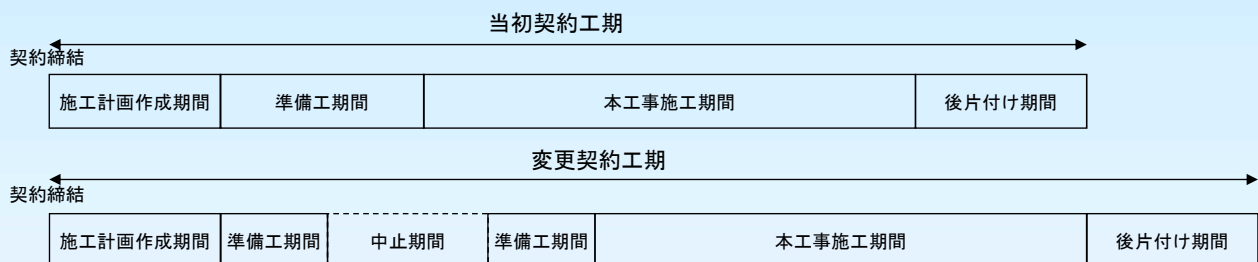 当初契約工期
契約締結
施工計画作成期間 準備工期間 本工事施工期間 後片付け期間
変更契約工期
契約締結
施工計画作成期間 準備工期間 中止期間 準備工期間 本工事施工期間 後片付け期間